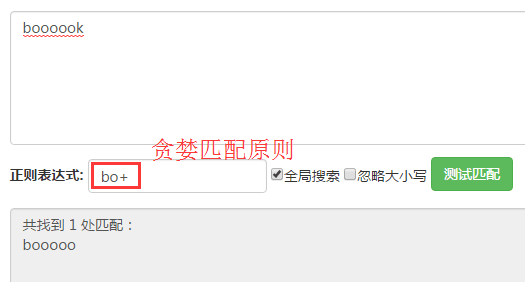 boooook
贪婪匹配原则
正则表达式: bo+ 全局搜索 忽略大小写 测试匹配
共找到 1 处匹配：
booooo